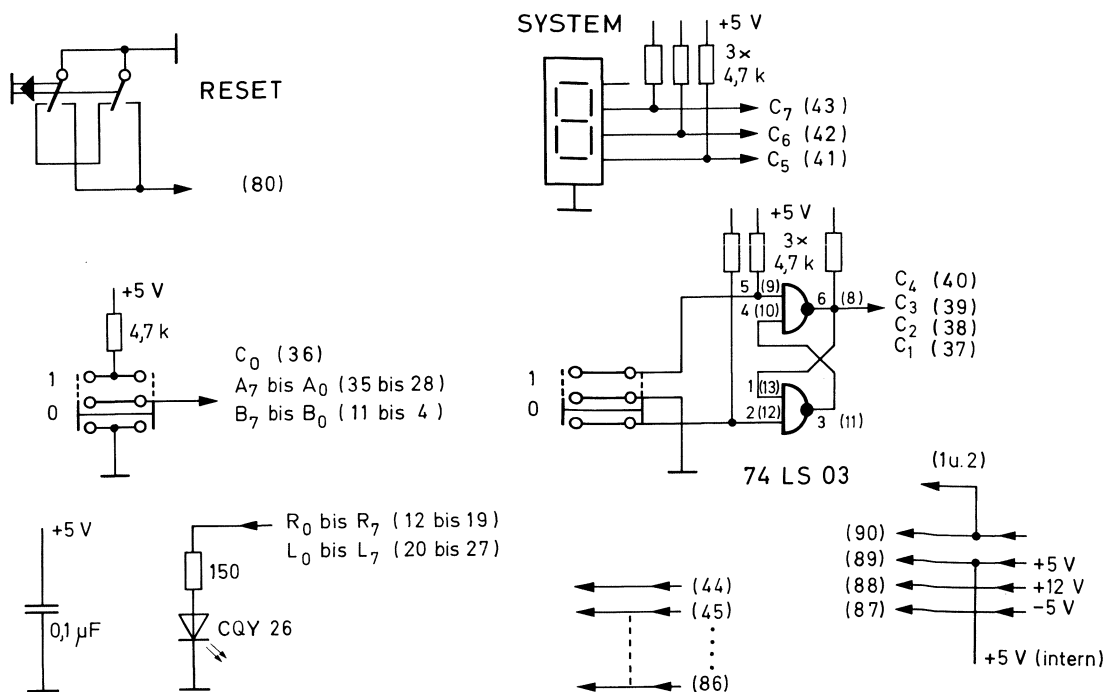 RESET
(80)
SYSTEM
+5 V
3×
4,7 k
C₇ (43)
C₆ (42)
C₅ (41)
+5 V
4,7 k
1
0
C₀ (36)
A₇ bis A₀ (35 bis 28)
B₇ bis B₀ (11 bis 4)
+5 V
3×
4,7 k
5 (9)
4 (10)
6 (8)
1 (13)
2 (12)
3 (11)
1
0
74 LS 03
C₄ (40)
C₃ (39)
C₂ (38)
C₁ (37)
+5 V
0,1 µF
R₀ bis R₇ (12 bis 19)
L₀ bis L₇ (20 bis 27)
150
CQY 26
(44)
(45)
(86)
(1u.2)
(90)
(89) +5 V
(88) +12 V
(87) −5 V
+5 V (intern)